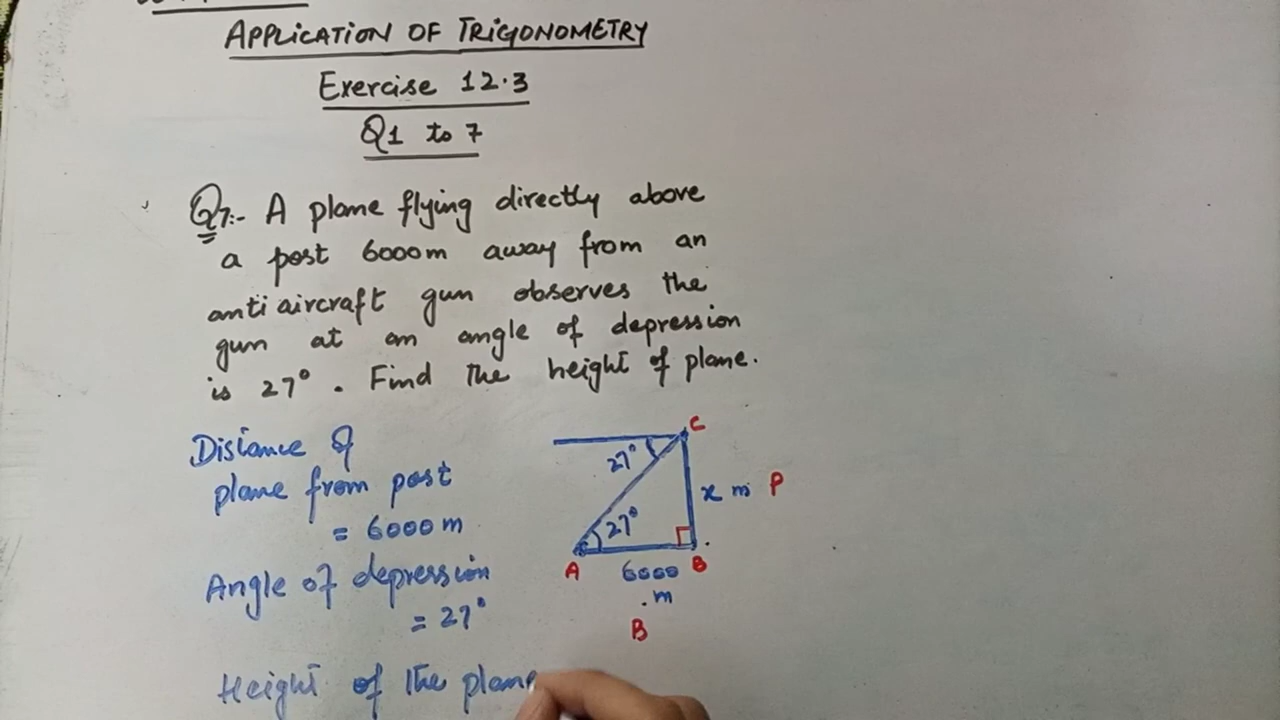 APPLICATION OF TRIGONOMETRY
Exercise 12.3
Q1 to 7
Q7:- A plane flying directly above
a post 6000m away from an
anti aircraft gun observes the
gun at an angle of depression
is 27° . Find the height of plane.
Distance of
plane from post
= 6000 m
Angle of depression
= 27°
Height of the plane
C
27°
x m P
27°
A 6000 B
m
B